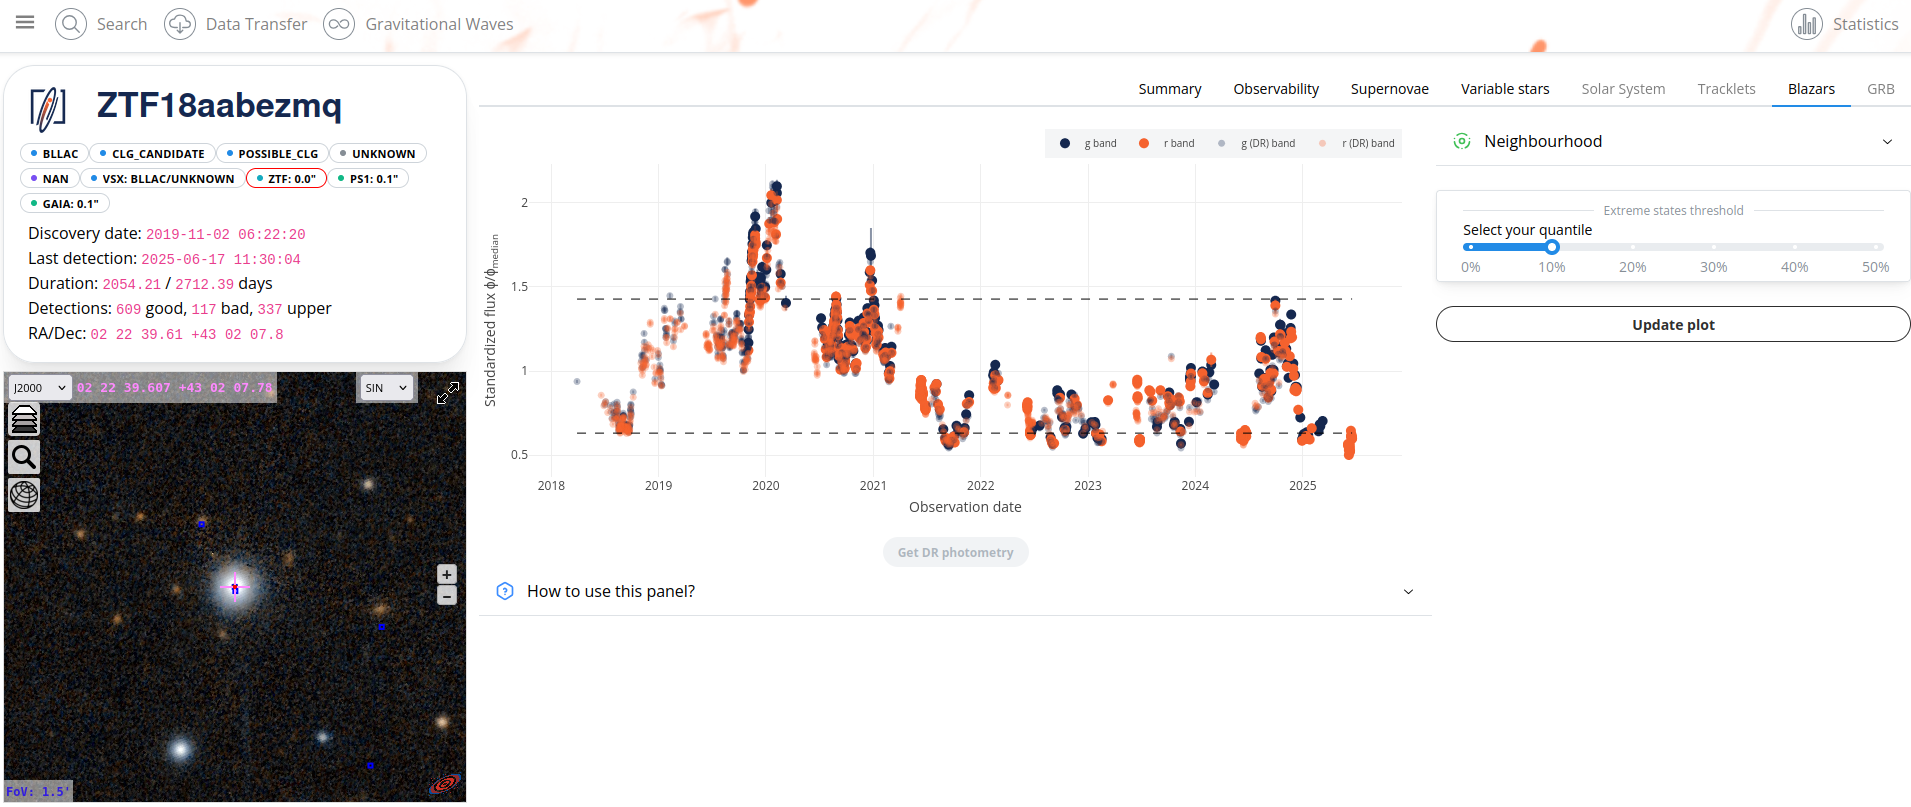 Search Data Transfer Gravitational Waves Statistics
ZTF18aabezmq
BLLAC CLG_CANDIDATE POSSIBLE_CLG UNKNOWN
NAN VSX: BLLAC/UNKNOWN ZTF: 0.0" PS1: 0.1"
GAIA: 0.1"
Discovery date: 2019-11-02 06:22:20
Last detection: 2025-06-17 11:30:04
Duration: 2054.21 / 2712.39 days
Detections: 609 good, 117 bad, 337 upper
RA/Dec: 02 22 39.61 +43 02 07.8
J2000 02 22 39.607 +43 02 07.78 SIN
+
−
FoV: 1.5'
Summary Observability Supernovae Variable stars Solar System Tracklets Blazars GRB
g band r band g (DR) band r (DR) band
Standardized flux ϕ/ϕmedian
2
1.5
1
0.5
2018 2019 2020 2021 2022 2023 2024 2025
Observation date
Get DR photometry
How to use this panel?
Neighbourhood
Extreme states threshold
Select your quantile
0% 10% 20% 30% 40% 50%
Update plot